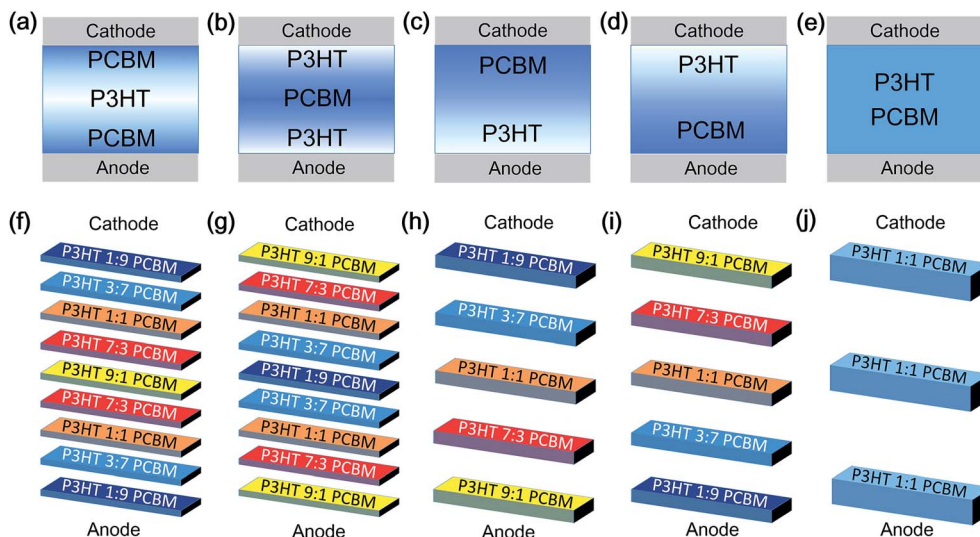 (a)
Cathode
PCBM
P3HT
PCBM
Anode
(b)
Cathode
P3HT
PCBM
P3HT
Anode
(c)
Cathode
PCBM
P3HT
Anode
(d)
Cathode
P3HT
PCBM
Anode
(e)
Cathode
P3HT
PCBM
Anode
(f)
Cathode
P3HT 1:9 PCBM
P3HT 3:7 PCBM
P3HT 1:1 PCBM
P3HT 7:3 PCBM
P3HT 9:1 PCBM
P3HT 7:3 PCBM
P3HT 1:1 PCBM
P3HT 3:7 PCBM
P3HT 1:9 PCBM
Anode
(g)
Cathode
P3HT 9:1 PCBM
P3HT 7:3 PCBM
P3HT 1:1 PCBM
P3HT 3:7 PCBM
P3HT 1:9 PCBM
P3HT 3:7 PCBM
P3HT 1:1 PCBM
P3HT 7:3 PCBM
P3HT 9:1 PCBM
Anode
(h)
Cathode
P3HT 1:9 PCBM
P3HT 3:7 PCBM
P3HT 1:1 PCBM
P3HT 7:3 PCBM
P3HT 9:1 PCBM
Anode
(i)
Cathode
P3HT 9:1 PCBM
P3HT 7:3 PCBM
P3HT 1:1 PCBM
P3HT 3:7 PCBM
P3HT 1:9 PCBM
Anode
(j)
Cathode
P3HT 1:1 PCBM
P3HT 1:1 PCBM
P3HT 1:1 PCBM
Anode